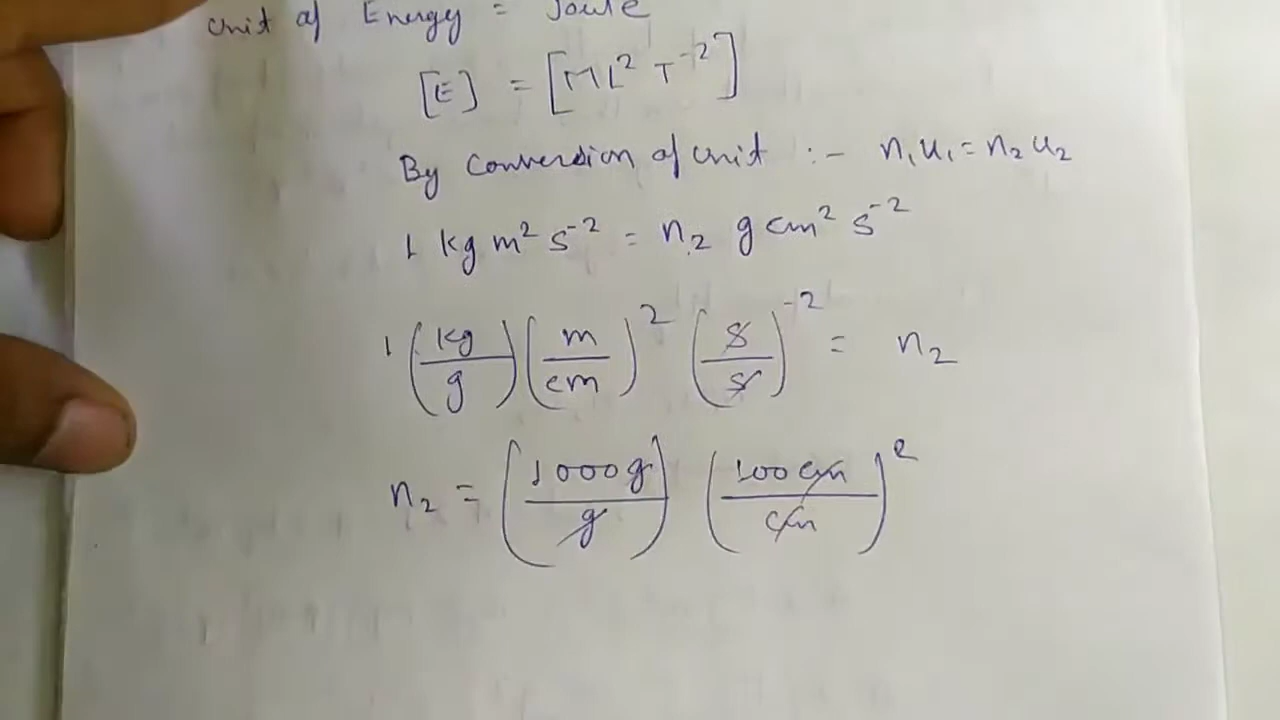 Unit of Energy = Joule
[E] = [ML² T⁻²]
By Conversion of unit :- n₁u₁ = n₂u₂
1 kg m² s⁻² = n₂ g cm² s⁻²
1 (kg/g) (m/cm)² (s/s)⁻² = n₂
n₂ = (1000g/g) (100cm/cm)²